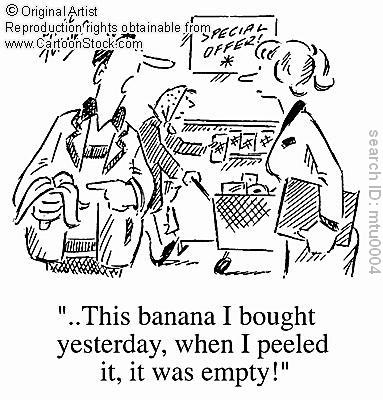 © Original Artist
Reproduction rights obtainable from
www.CartoonStock.com
SPECIAL
OFFER!
*
search ID: mtu0004
"..This banana I bought
yesterday, when I peeled
it, it was empty!"